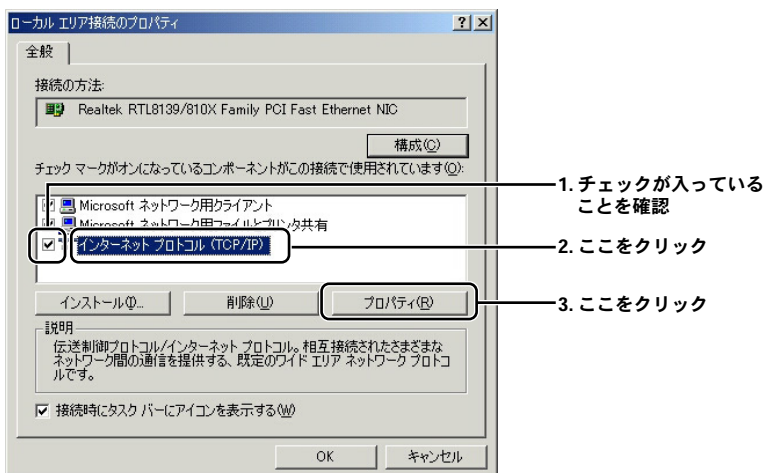 ローカル エリア接続のプロパティ
全般
接続の方法:
Realtek RTL8139/810X Family PCI Fast Ethernet NIC
構成(C)
チェック マークがオンになっているコンポーネントがこの接続で使用されています(O):
Microsoft ネットワーク用クライアント
Microsoft ネットワーク用ファイルとプリンタ共有
インターネット プロトコル (TCP/IP)
インストール(I)...
削除(U)
プロパティ(R)
説明
伝送制御プロトコル/インターネット プロトコル。相互接続されたさまざまな
ネットワーク間の通信を提供する、既定のワイド エリア ネットワーク プロトコ
ルです。
接続時にタスク バーにアイコンを表示する(W)
OK
キャンセル
1. チェックが入っている
ことを確認
2. ここをクリック
3. ここをクリック